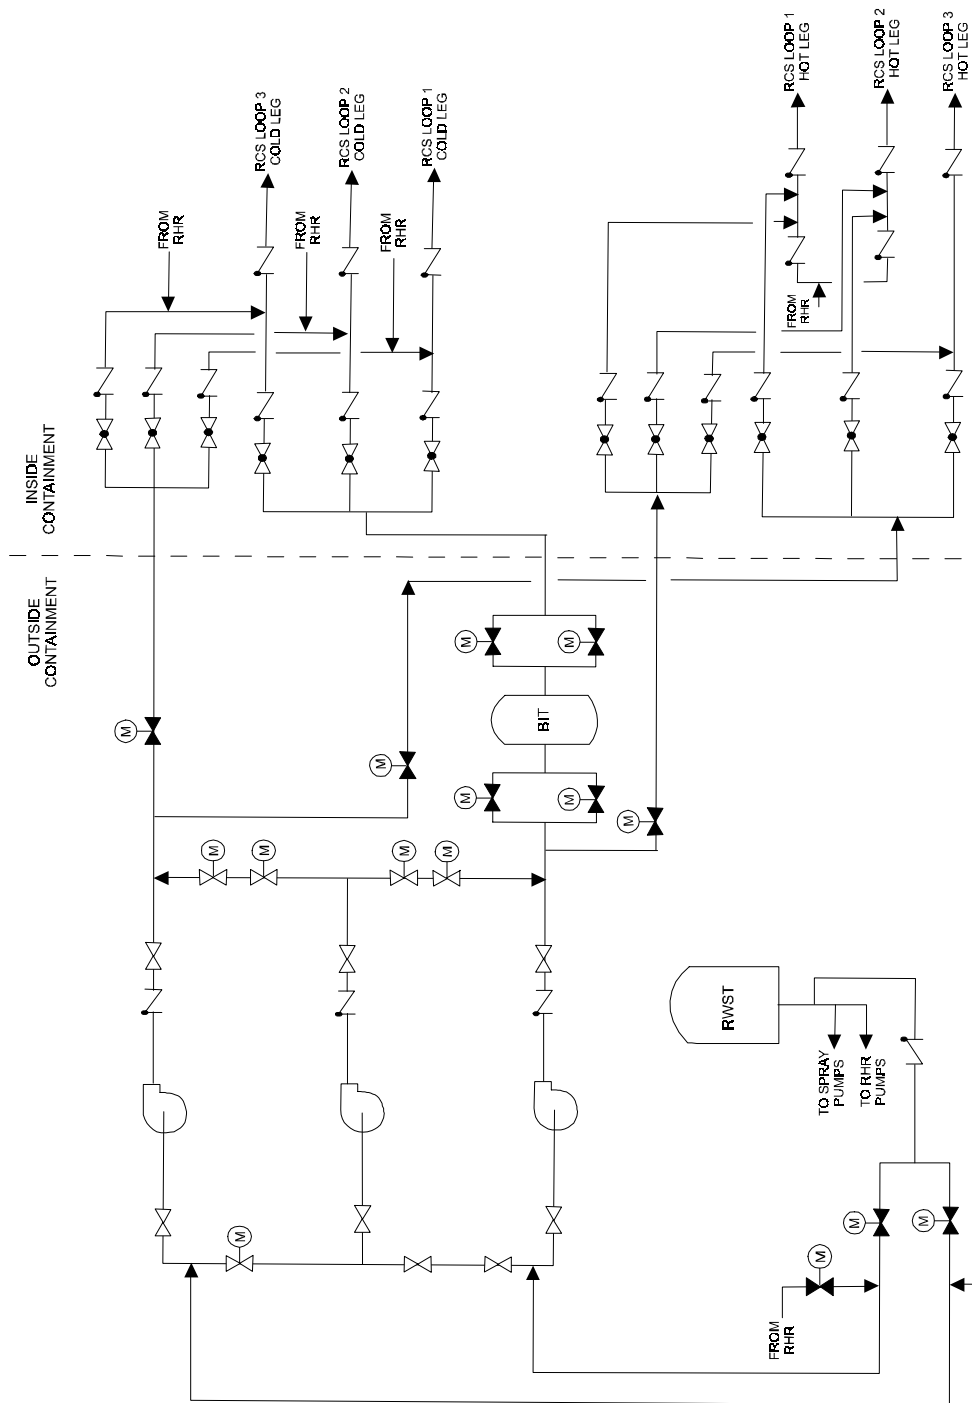 INSIDE
CONTAINMENT
OUTSIDE
CONTAINMENT
FROM
RHR
FROM
RHR
FROM
RHR
RCS LOOP 3
COLD LEG
RCS LOOP 2
COLD LEG
RCS LOOP 1
COLD LEG
RCS LOOP 1
HOT LEG
RCS LOOP 2
HOT LEG
RCS LOOP 3
HOT LEG
FROM
RHR
M
M
M
M
BIT
M
M
M
M
M
M
M
RWST
TO SPRAY
PUMPS
TO RHR
PUMPS
M
M
M
M
FROM
RHR